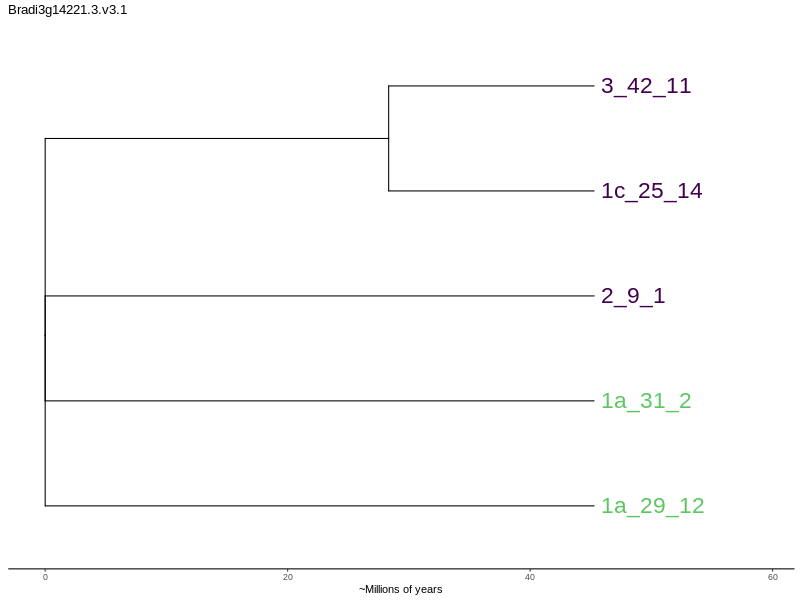 Bradi3g14221.3.v3.1
3_42_11
1c_25_14
2_9_1
1a_31_2
1a_29_12
0 20 40 60
~Millions of years